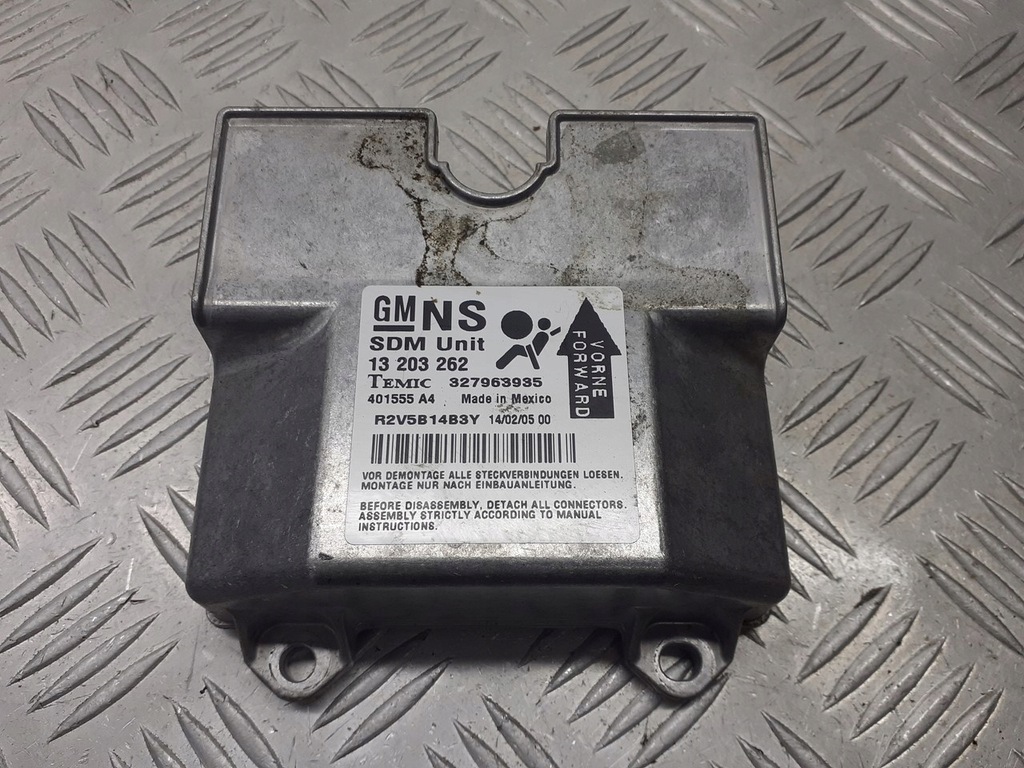 GM NS
SDM Unit
13 203 262
TEMIC 327963935
401555 A4 Made in Mexico
R2V5B14B3Y 14/02/05 00
VORNE
FORWARD
VOR DEMONTAGE ALLE STECKVERBINDUNGEN LOESEN.
MONTAGE NUR NACH EINBAUANLEITUNG.
BEFORE DISASSEMBLY, DETACH ALL CONNECTORS.
ASSEMBLY STRICTLY ACCORDING TO MANUAL
INSTRUCTIONS.